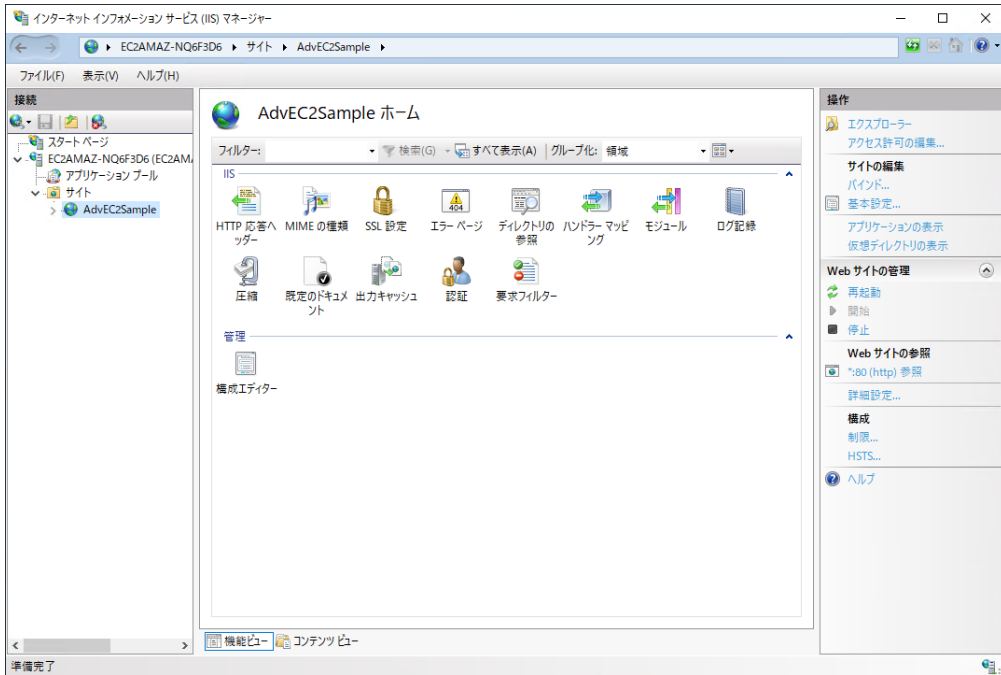 インターネット インフォメーション サービス (IIS) マネージャー
EC2AMAZ-NQ6F3D6 サイト AdvEC2Sample
ファイル(F) 表示(V) ヘルプ(H)
接続
スタート ページ
EC2AMAZ-NQ6F3D6 (EC2AM
アプリケーション プール
サイト
AdvEC2Sample
AdvEC2Sample ホーム
フィルター: 検索(G) すべて表示(A) グループ化: 領域
IIS
HTTP 応答ヘ MIME の種類 SSL 設定 エラー ページ ディレクトリの ハンドラー マッピ モジュール ログ記録
ッダー 参照 ング
404
圧縮 既定のドキュメ 出力キャッシュ 認証 要求フィルター
ント
管理
構成エディター
機能ビュー コンテンツ ビュー
操作
エクスプローラー
アクセス許可の編集...
サイトの編集
バインド...
基本設定...
アプリケーションの表示
仮想ディレクトリの表示
Web サイトの管理
再起動
開始
停止
Web サイトの参照
*:80 (http) 参照
詳細設定...
構成
制限...
HSTS...
ヘルプ
準備完了